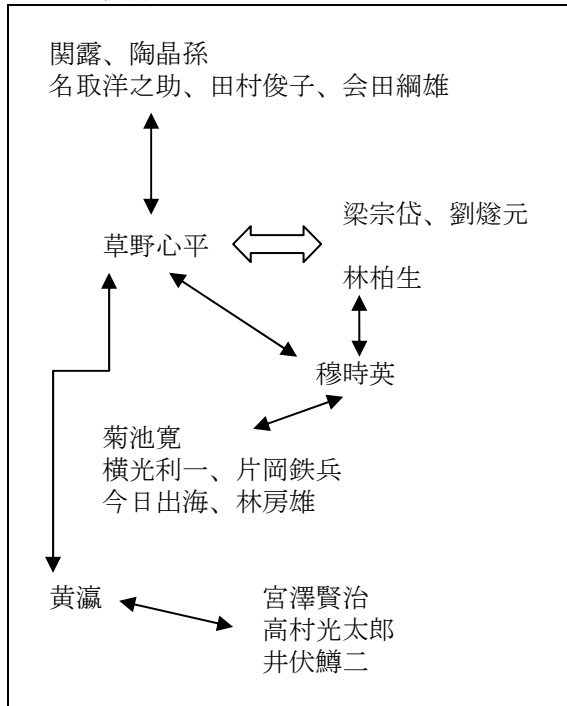 関露、陶晶孫
名取洋之助、田村俊子、会田綱雄
梁宗岱、劉燧元
草野心平
林柏生
穆時英
菊池寛
横光利一、片岡鉄兵
今日出海、林房雄
黄瀛
宮澤賢治
高村光太郎
井伏鱒二